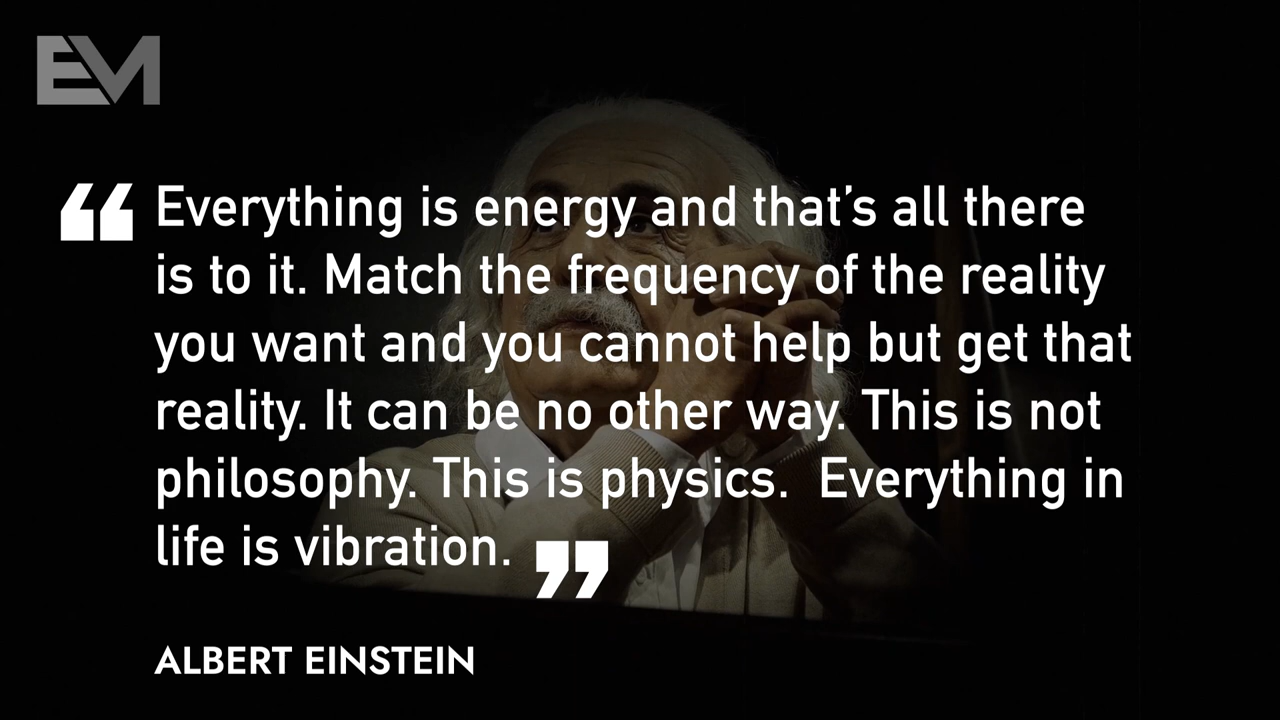 EM
“Everything is energy and that’s all there
is to it. Match the frequency of the reality
you want and you cannot help but get that
reality. It can be no other way. This is not
philosophy. This is physics.  Everything in
life is vibration.”
ALBERT EINSTEIN